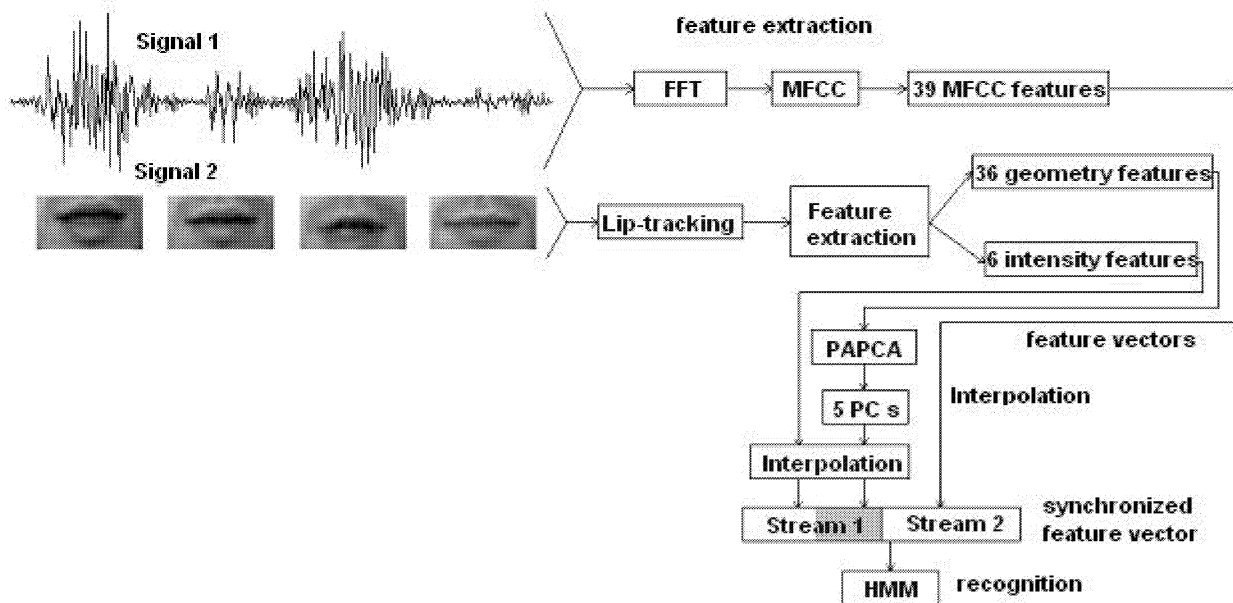 Signal 1
feature extraction
FFT
MFCC
39 MFCC features
Signal 2
36 geometry features
Lip-tracking
Feature
extraction
6 intensity features
PAPCA
feature vectors
5 PC s
Interpolation
Interpolation
Stream 1
Stream 2
synchronized
feature vector
HMM
recognition